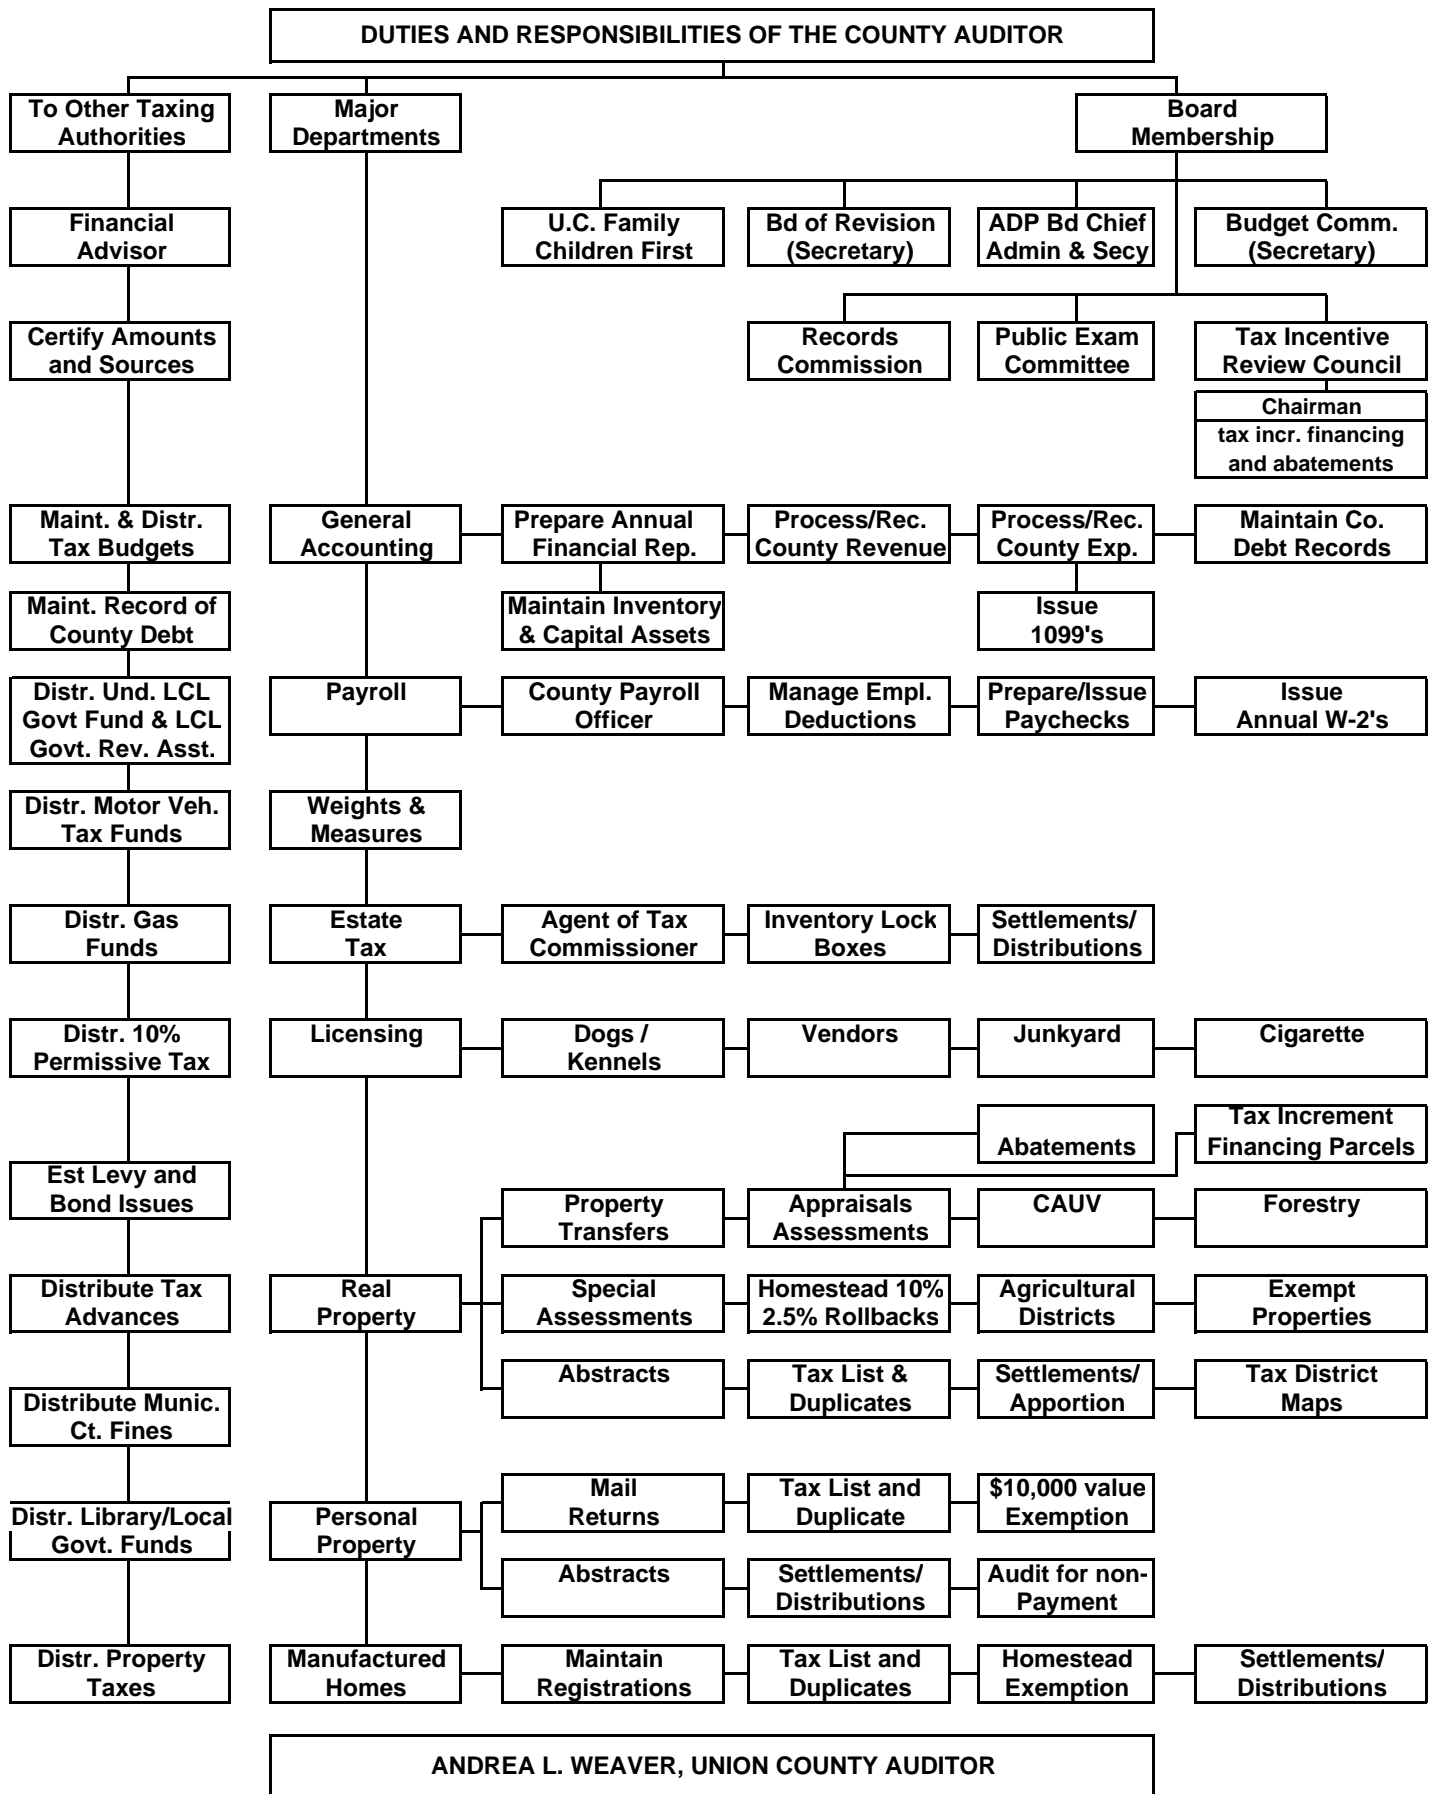 DUTIES AND RESPONSIBILITIES OF THE COUNTY AUDITOR
To Other Taxing
Authorities
Major
Departments
Board
Membership
Financial
Advisor
U.C. Family
Children First
Bd of Revision
(Secretary)
ADP Bd Chief
Admin & Secy
Budget Comm.
(Secretary)
Certify Amounts
and Sources
Records
Commission
Public Exam
Committee
Tax Incentive
Review Council
Chairman
tax incr. financing
and abatements
Maint. & Distr.
Tax Budgets
General
Accounting
Prepare Annual
Financial Rep.
Process/Rec.
County Revenue
Process/Rec.
County Exp.
Maintain Co.
Debt Records
Maint. Record of
County Debt
Maintain Inventory
& Capital Assets
Issue
1099's
Distr. Und. LCL
Govt Fund & LCL
Govt. Rev. Asst.
Payroll
County Payroll
Officer
Manage Empl.
Deductions
Prepare/Issue
Paychecks
Issue
Annual W-2's
Distr. Motor Veh.
Tax Funds
Weights &
Measures
Distr. Gas
Funds
Estate
Tax
Agent of Tax
Commissioner
Inventory Lock
Boxes
Settlements/
Distributions
Distr. 10%
Permissive Tax
Licensing
Dogs /
Kennels
Vendors
Junkyard
Cigarette
Abatements
Tax Increment
Financing Parcels
Est Levy and
Bond Issues
Property
Transfers
Appraisals
Assessments
CAUV
Forestry
Distribute Tax
Advances
Real
Property
Special
Assessments
Homestead 10%
2.5% Rollbacks
Agricultural
Districts
Exempt
Properties
Distribute Munic.
Ct. Fines
Abstracts
Tax List &
Duplicates
Settlements/
Apportion
Tax District
Maps
Distr. Library/Local
Govt. Funds
Personal
Property
Mail
Returns
Tax List and
Duplicate
$10,000 value
Exemption
Abstracts
Settlements/
Distributions
Audit for non-
Payment
Distr. Property
Taxes
Manufactured
Homes
Maintain
Registrations
Tax List and
Duplicates
Homestead
Exemption
Settlements/
Distributions
ANDREA L. WEAVER, UNION COUNTY AUDITOR